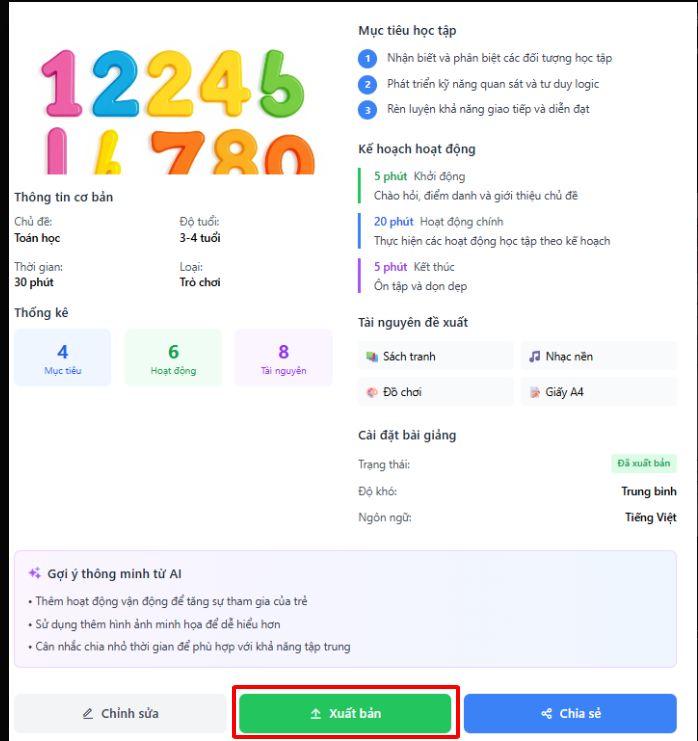 1 2 2 4 5
1 6 7 8 0
Thông tin cơ bản
Chủ đề:
Toán học
Độ tuổi:
3-4 tuổi
Thời gian:
30 phút
Loại:
Trò chơi
Thống kê
4
Mục tiêu
6
Hoạt động
8
Tài nguyên
Mục tiêu học tập
1 Nhận biết và phân biệt các đối tượng học tập
2 Phát triển kỹ năng quan sát và tư duy logic
3 Rèn luyện khả năng giao tiếp và diễn đạt
Kế hoạch hoạt động
5 phút Khởi động
Chào hỏi, điểm danh và giới thiệu chủ đề
20 phút Hoạt động chính
Thực hiện các hoạt động học tập theo kế hoạch
5 phút Kết thúc
Ôn tập và dọn dẹp
Tài nguyên đề xuất
Sách tranh
Nhạc nền
Đồ chơi
Giấy A4
Cài đặt bài giảng
Trạng thái: Đã xuất bản
Độ khó: Trung bình
Ngôn ngữ: Tiếng Việt
Gợi ý thông minh từ AI
• Thêm hoạt động vận động để tăng sự tham gia của trẻ
• Sử dụng thêm hình ảnh minh họa để dễ hiểu hơn
• Cân nhắc chia nhỏ thời gian để phù hợp với khả năng tập trung
Chỉnh sửa
Xuất bản
Chia sẻ